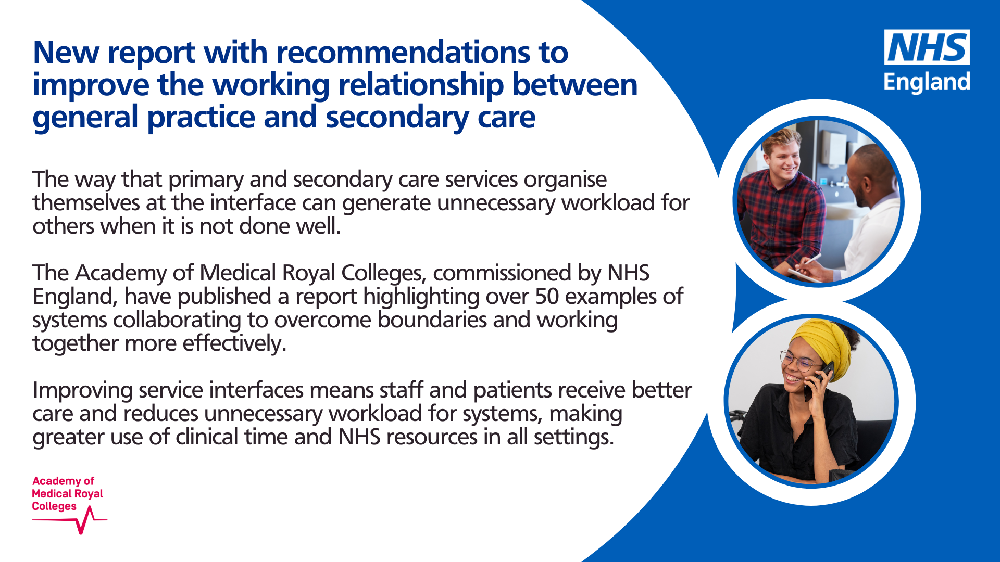 New report with recommendations to
improve the working relationship between
general practice and secondary care
NHS
England
The way that primary and secondary care services organise
themselves at the interface can generate unnecessary workload for
others when it is not done well.
The Academy of Medical Royal Colleges, commissioned by NHS
England, have published a report highlighting over 50 examples of
systems collaborating to overcome boundaries and working
together more effectively.
Improving service interfaces means staff and patients receive better
care and reduces unnecessary workload for systems, making
greater use of clinical time and NHS resources in all settings.
Academy of
Medical Royal
Colleges